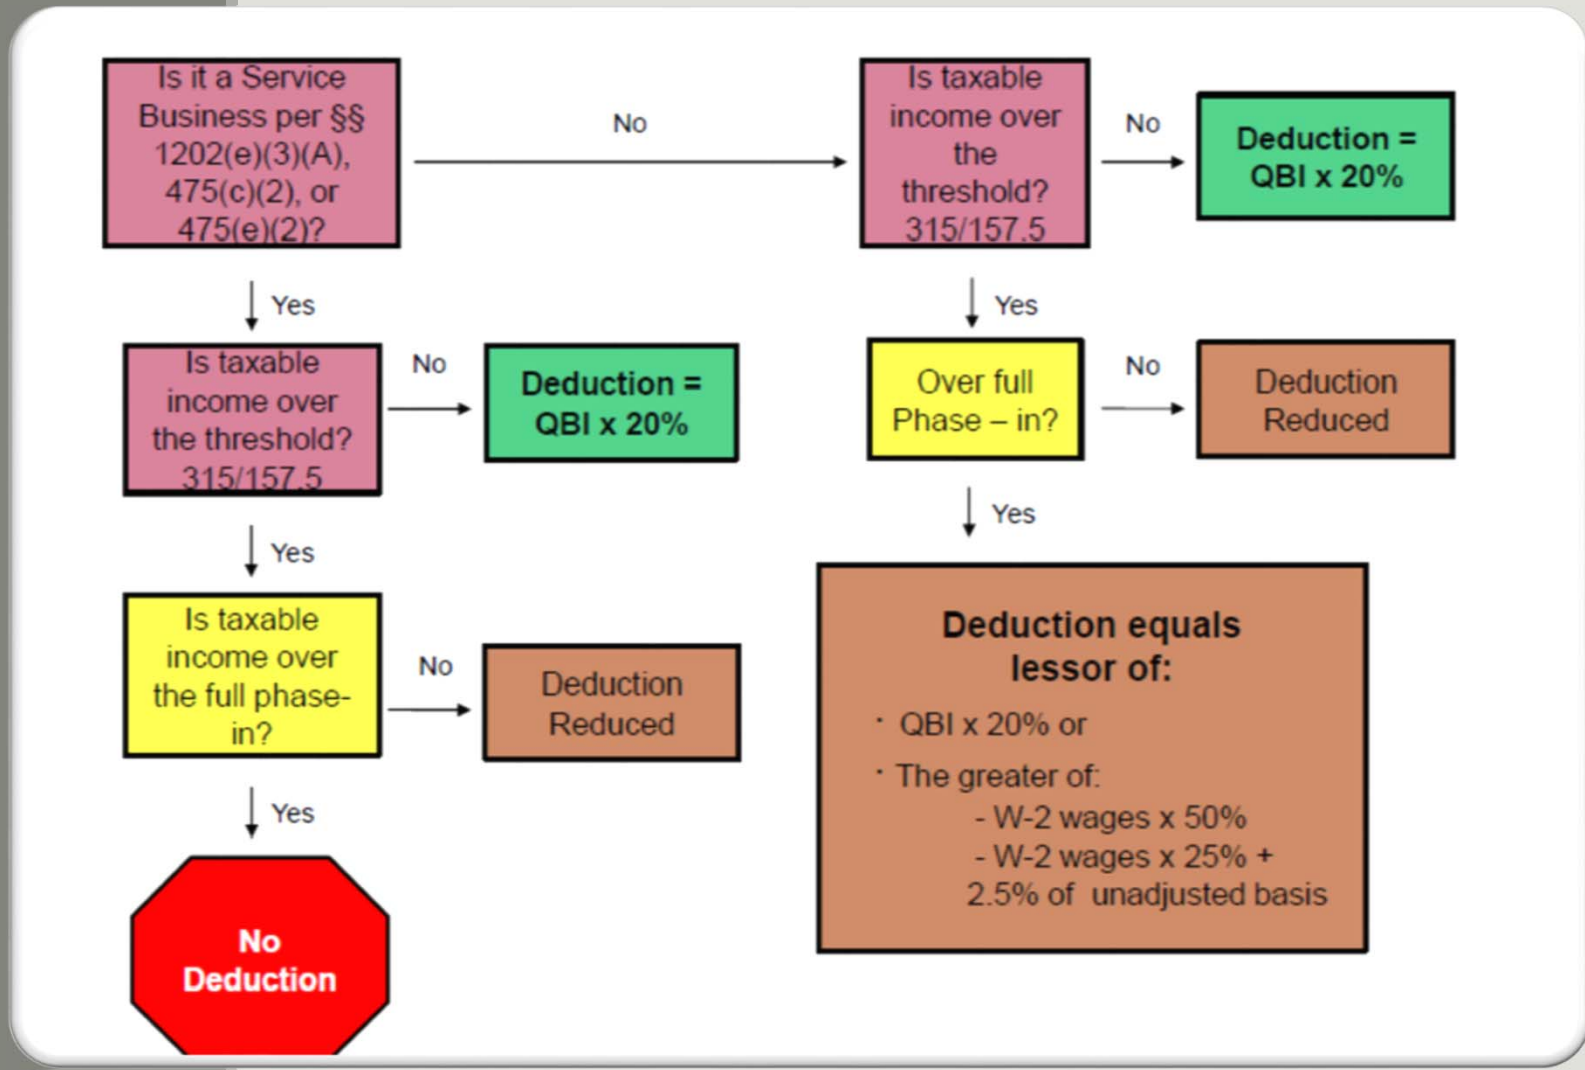 Is it a Service
Business per §§
1202(e)(3)(A),
475(c)(2), or
475(e)(2)?
No
Is taxable
income over
the
threshold?
315/157.5
No
Deduction =
QBI x 20%
Yes
Yes
Is taxable
income over
the threshold?
315/157.5
No
Deduction =
QBI x 20%
Over full
Phase – in?
No
Deduction
Reduced
Yes
Yes
Is taxable
income over
the full phase-
in?
No
Deduction
Reduced
Deduction equals
lessor of:
· QBI x 20% or
· The greater of:
- W-2 wages x 50%
- W-2 wages x 25% +
2.5% of unadjusted basis
Yes
No
Deduction